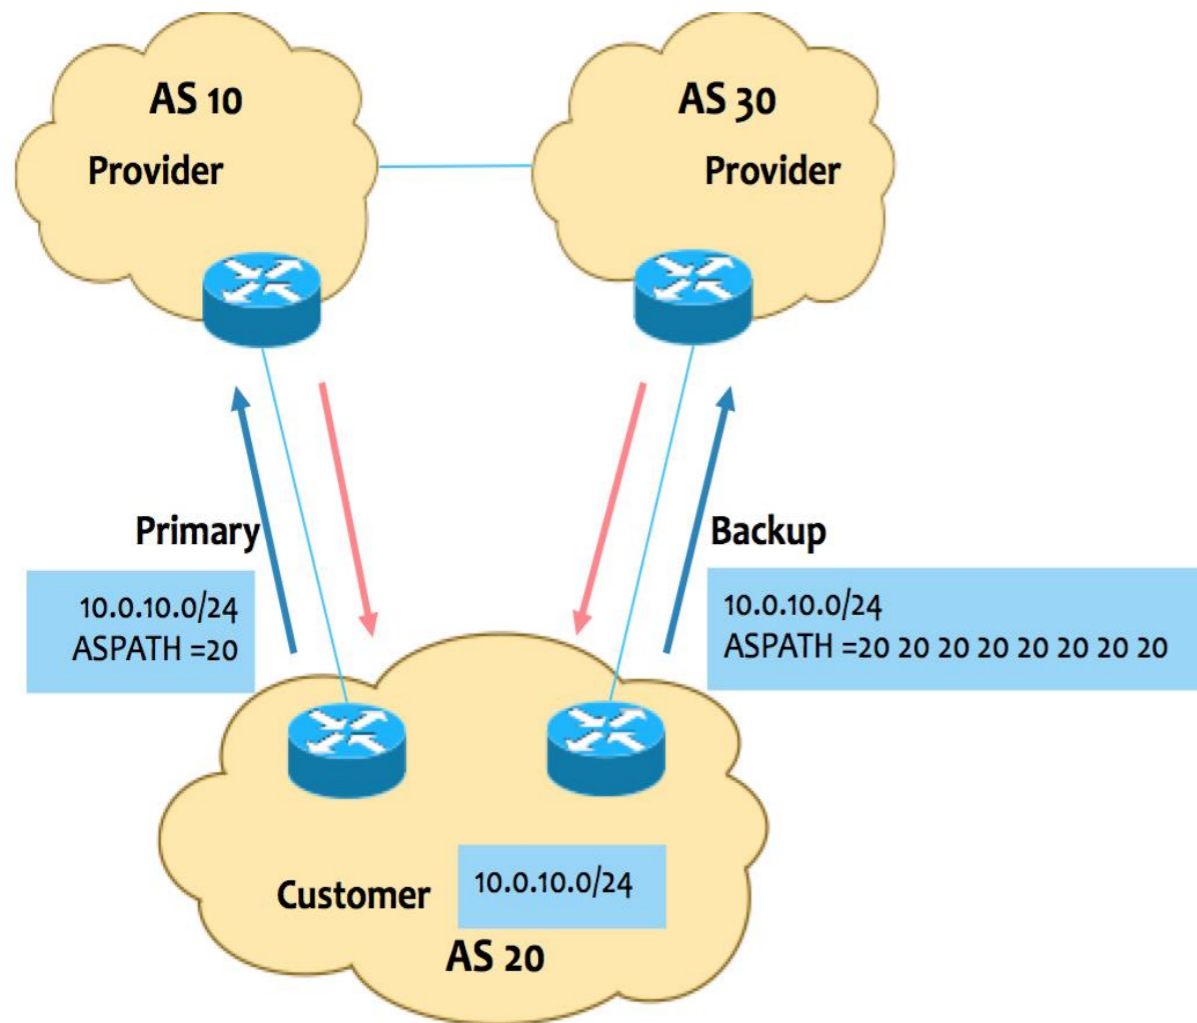 AS 10
Provider
AS 30
Provider
Primary
10.0.10.0/24
ASPATH =20
Backup
10.0.10.0/24
ASPATH =20 20 20 20 20 20 20 20
Customer
10.0.10.0/24
AS 20